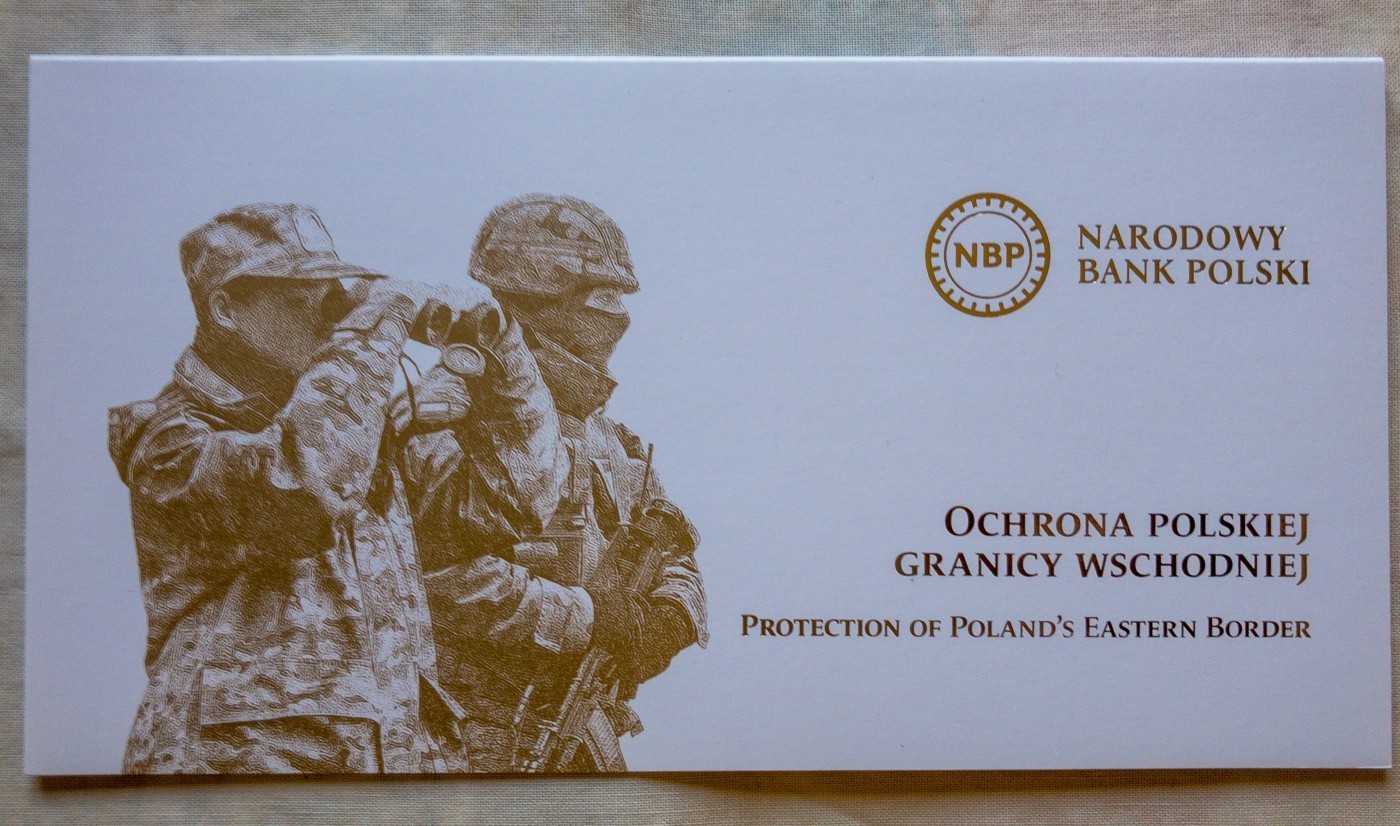 NBP
NARODOWY
BANK POLSKI
OCHRONA POLSKIEJ
GRANICY WSCHODNIEJ
PROTECTION OF POLAND'S EASTERN BORDER